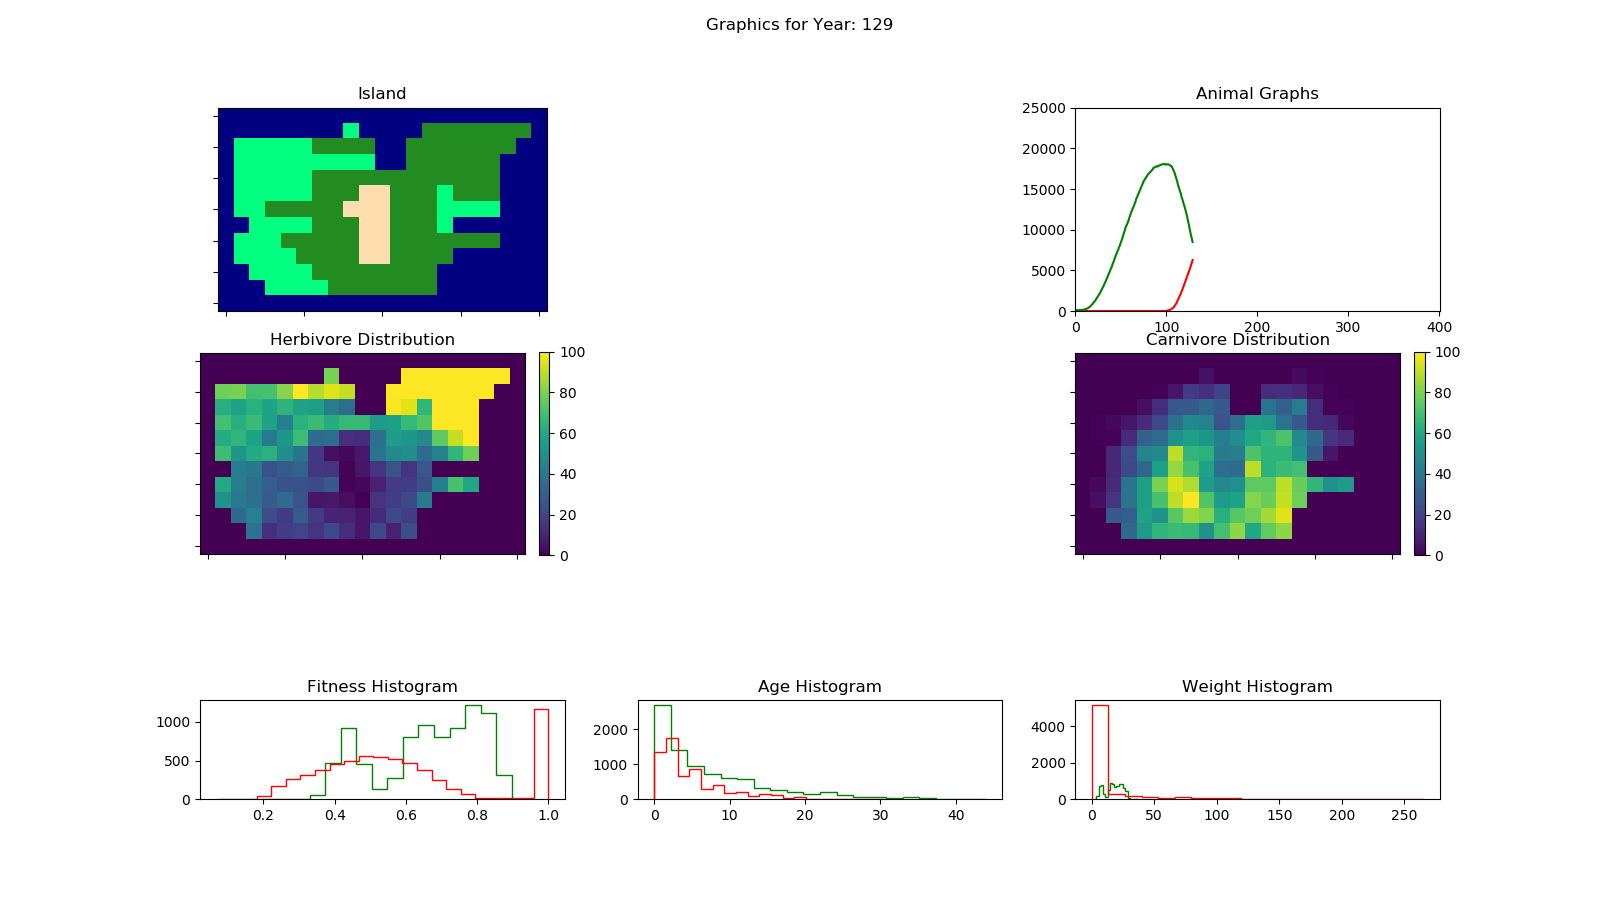 Graphics for Year: 129
Island
Animal Graphs
25000
20000
15000
10000
5000
0
0 100 200 300 400
Herbivore Distribution
100
80
60
40
20
0
Carnivore Distribution
100
80
60
40
20
0
Fitness Histogram
1000
500
0
0.2 0.4 0.6 0.8 1.0
Age Histogram
2000
1000
0
0 10 20 30 40
Weight Histogram
4000
2000
0
0 50 100 150 200 250